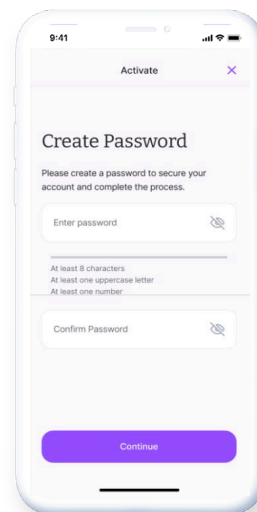 9:41
Activate
Create Password
Please create a password to secure your
account and complete the process.
Enter password
At least 8 characters
At least one uppercase letter
At least one number
Confirm Password
Continue